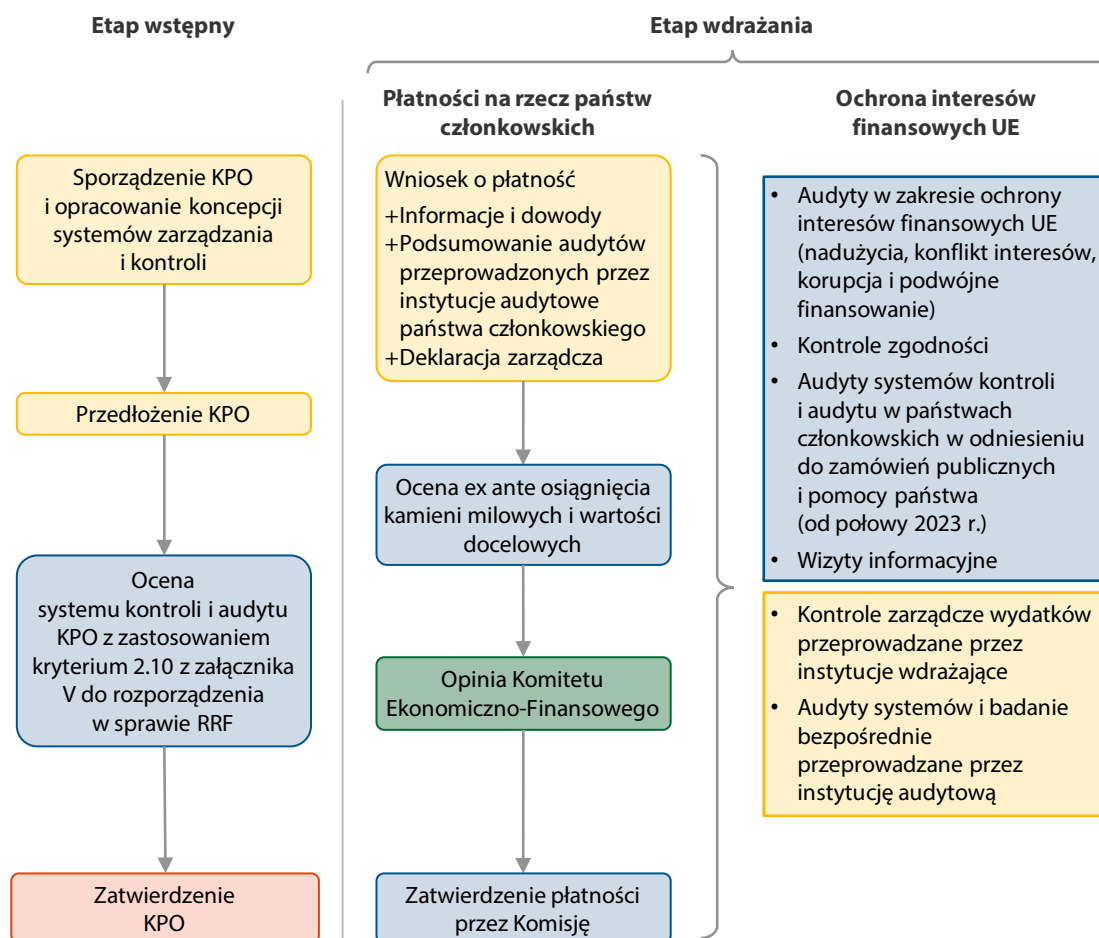 Etap wstępny
Sporządzenie KPO
i opracowanie koncepcji
systemów zarządzania
i kontroli
Przedłożenie KPO
Ocena
systemu kontroli i audytu
KPO z zastosowaniem
kryterium 2.10 z załącznika
V do rozporządzenia
w sprawie RRF
Zatwierdzenie
KPO
Etap wdrażania
Płatności na rzecz państw
członkowskich
Wniosek o płatność
+Informacje i dowody
+Podsumowanie audytów
przeprowadzonych przez
instytucje audytowe
państwa członkowskiego
+Deklaracja zarządcza
Ocena ex ante osiągnięcia
kamieni milowych i wartości
docelowych
Opinia Komitetu
Ekonomiczno-Finansowego
Zatwierdzenie płatności
przez Komisję
Ochrona interesów
finansowych UE
• Audyty w zakresie ochrony
interesów finansowych UE
(nadużycia, konflikt interesów,
korupcja i podwójne
finansowanie)
• Kontrole zgodności
• Audyty systemów kontroli
i audytu w państwach
członkowskich w odniesieniu
do zamówień publicznych
i pomocy państwa
(od połowy 2023 r.)
• Wizyty informacyjne
• Kontrole zarządcze wydatków
przeprowadzane przez
instytucje wdrażające
• Audyty systemów i badanie
bezpośrednie
przeprowadzane przez
instytucję audytową